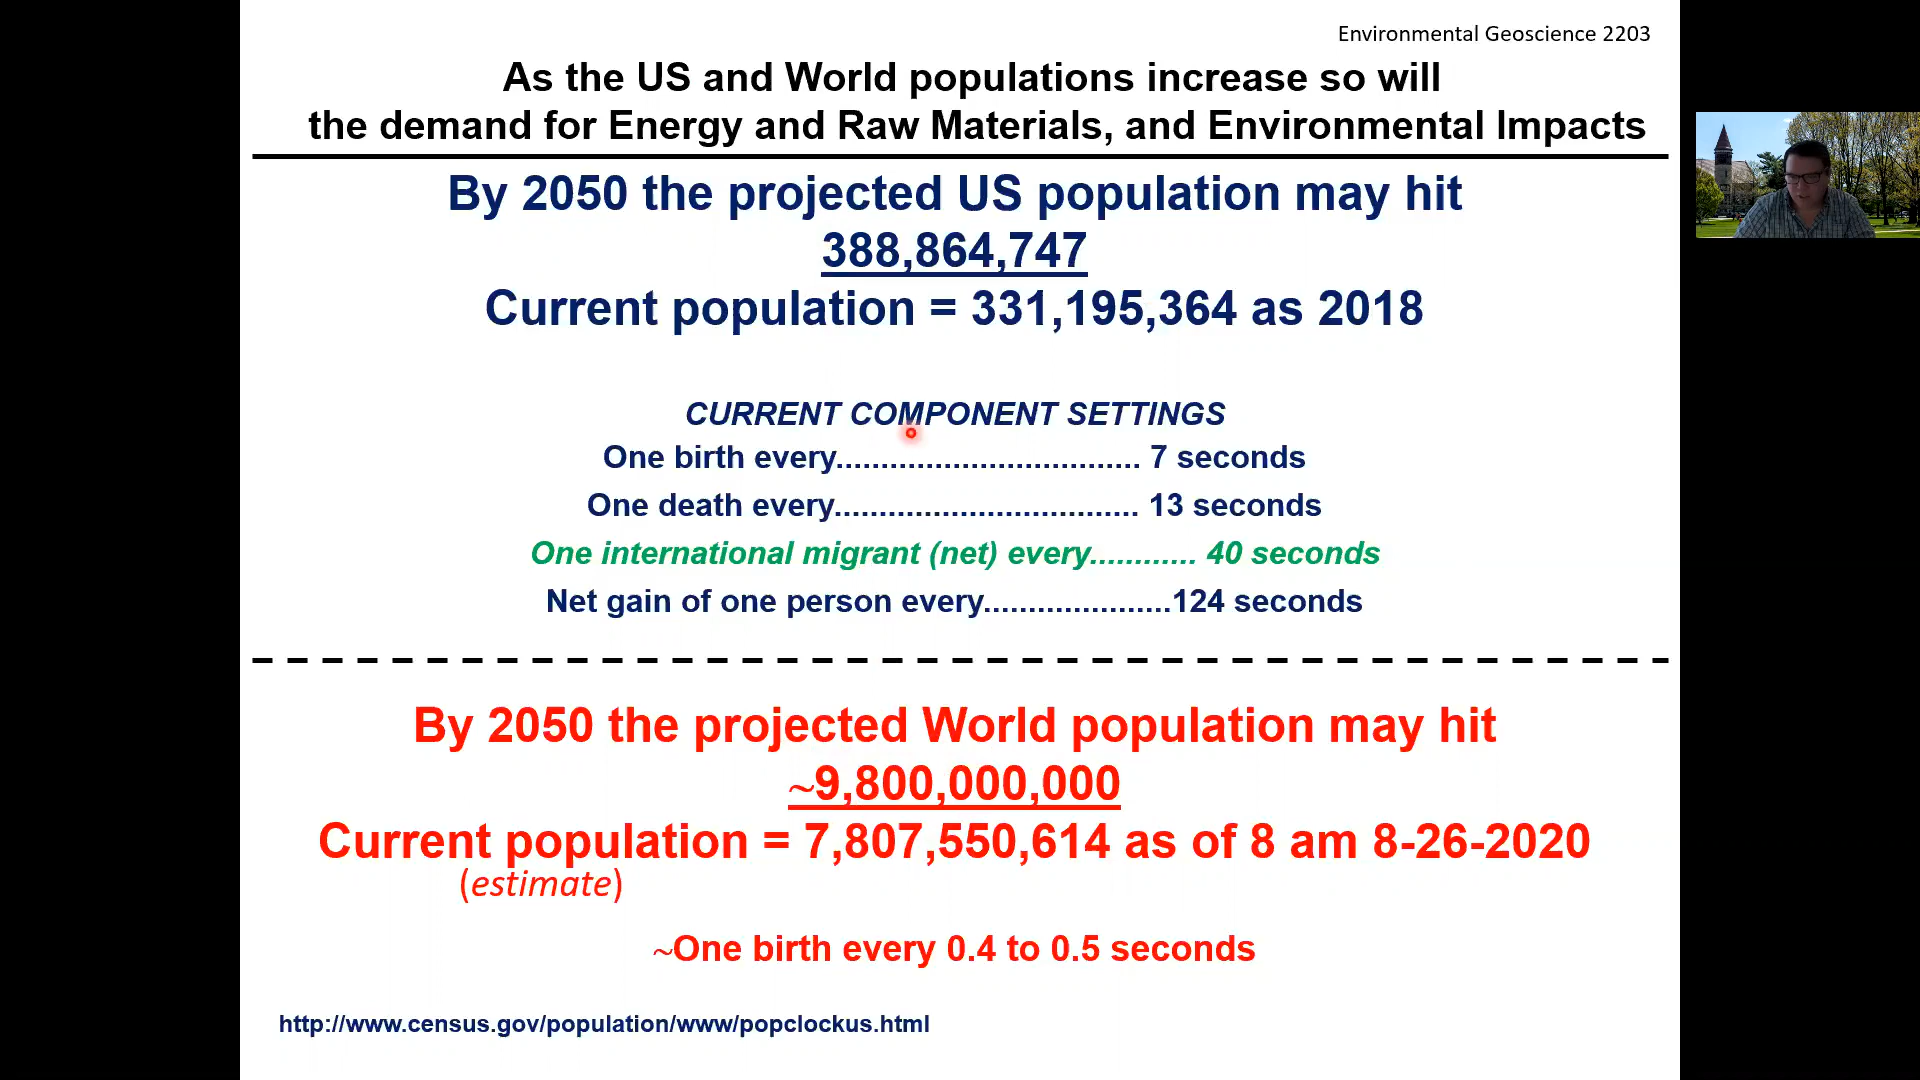 Environmental Geoscience 2203
As the US and World populations increase so will
the demand for Energy and Raw Materials, and Environmental Impacts
By 2050 the projected US population may hit
388,864,747
Current population = 331,195,364 as 2018
CURRENT COMPONENT SETTINGS
One birth every.................................. 7 seconds
One death every.................................. 13 seconds
One international migrant (net) every............ 40 seconds
Net gain of one person every.....................124 seconds
By 2050 the projected World population may hit
~9,800,000,000
Current population = 7,807,550,614 as of 8 am 8-26-2020
(estimate)
~One birth every 0.4 to 0.5 seconds
http://www.census.gov/population/www/popclockus.html